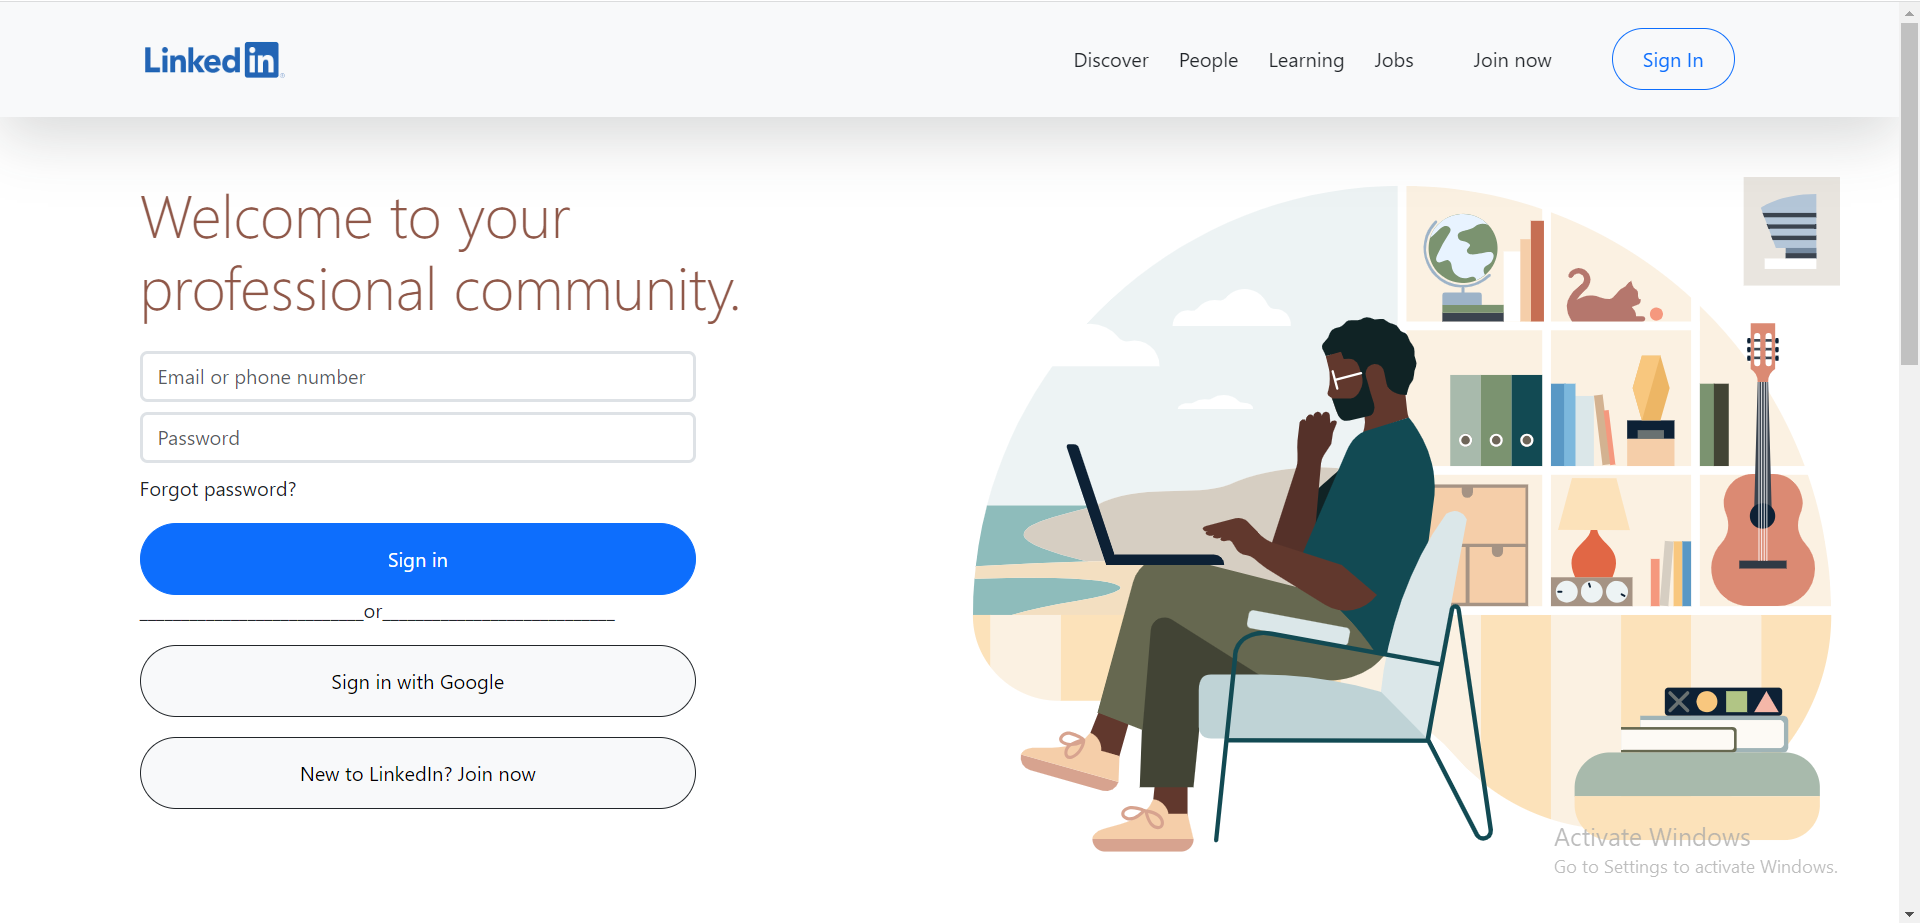 Linkedin
Discover People Learning Jobs Join now Sign In
Welcome to your
professional community.
Email or phone number
Password
Forgot password?
Sign in
________________________or_________________________
Sign in with Google
New to LinkedIn? Join now
Activate Windows
Go to Settings to activate Windows.